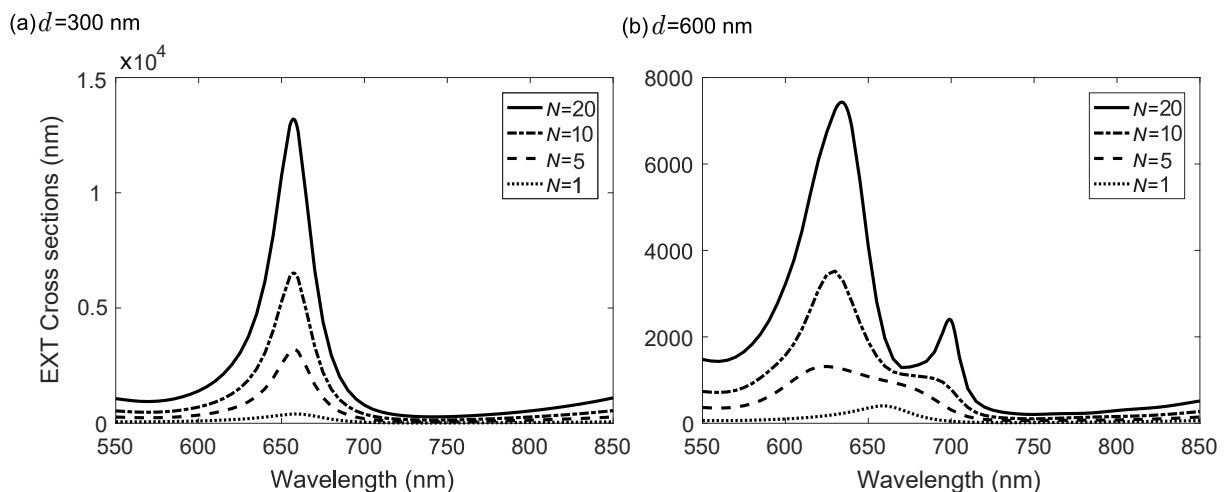 (a) d=300 nm
x10⁴
1.5
1
0.5
0
550 600 650 700 750 800 850
EXT Cross sections (nm)
Wavelength (nm)
N=20
N=10
N=5
N=1
(b) d=600 nm
8000
6000
4000
2000
0
550 600 650 700 750 800 850
Wavelength (nm)
N=20
N=10
N=5
N=1